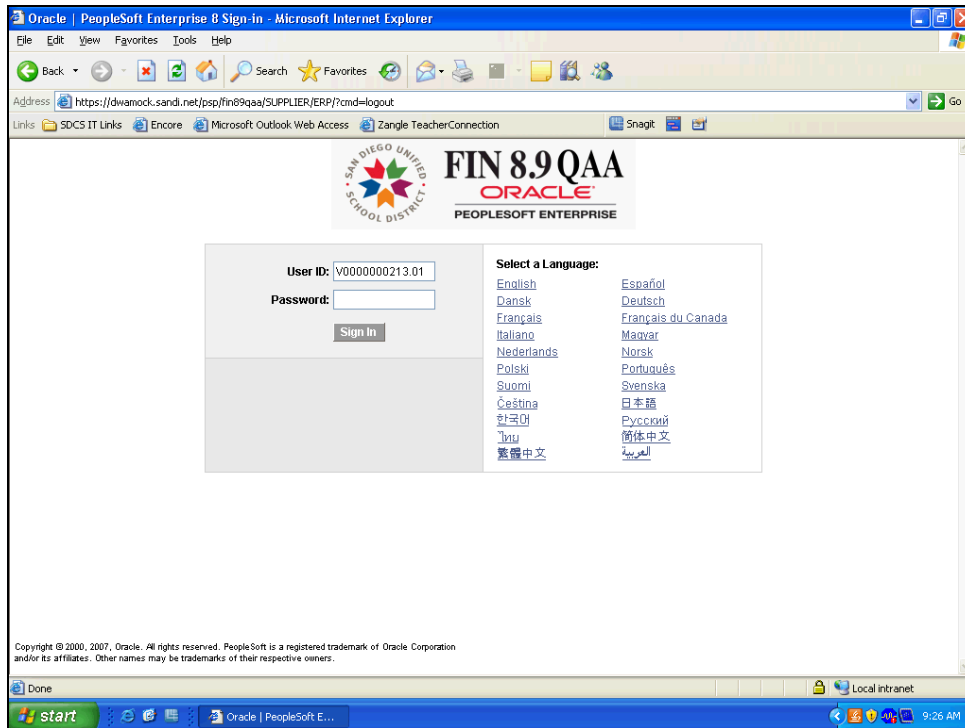 Oracle | PeopleSoft Enterprise 8 Sign-in - Microsoft Internet Explorer
File Edit View Favorites Tools Help
Back Search Favorites
Address https://dwamock.sandi.net/psp/fin89qaa/SUPPLIER/ERP/?cmd=logout Go
Links SDCS IT Links Encore Microsoft Outlook Web Access Zangle TeacherConnection Snagit
SAN DIEGO UNIFIED SCHOOL DISTRICT
FIN 8.9 QAA
ORACLE
PEOPLESOFT ENTERPRISE
User ID: V0000000213.01
Password:
Sign In
Select a Language:
English Español
Dansk Deutsch
Français Français du Canada
Italiano Magyar
Nederlands Norsk
Polski Português
Suomi Svenska
Čeština 日本語
한국어 Русский
ไทย 简体中文
繁體中文 العربية
Copyright © 2000, 2007, Oracle. All rights reserved. PeopleSoft is a registered trademark of Oracle Corporation
and/or its affiliates. Other names may be trademarks of their respective owners.
Done Local intranet
start Oracle | PeopleSoft E... 9:26 AM